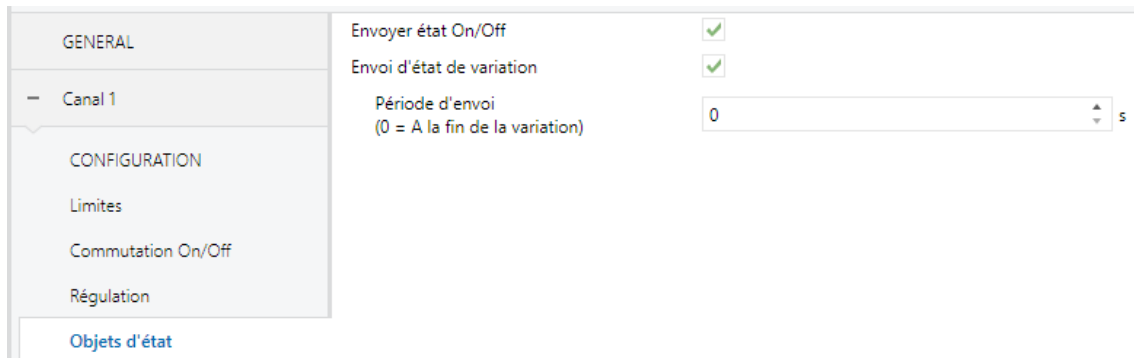 GENERAL
Canal 1
CONFIGURATION
Limites
Commutation On/Off
Régulation
Objets d'état
Envoyer état On/Off
Envoi d'état de variation
Période d'envoi
(0 = A la fin de la variation)
0
s